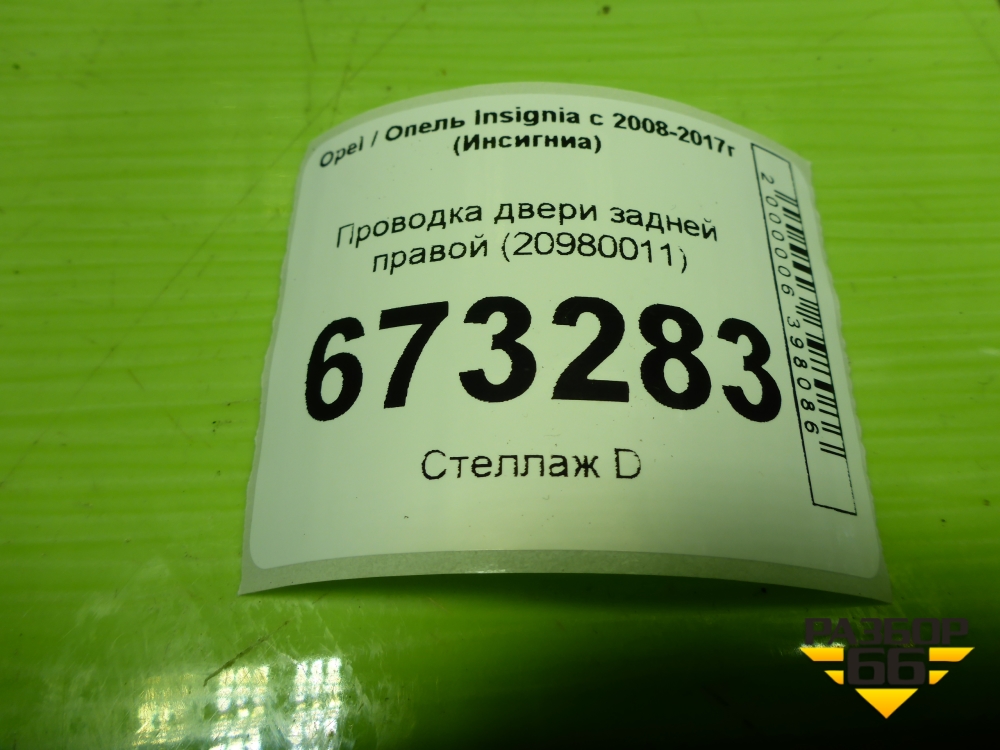 Opel / Опель Insignia с 2008-2017г
(Инсигниа)
Проводка двери задней
правой (20980011)
673283
Стеллаж D
2000006398086
РАЗБОР
66